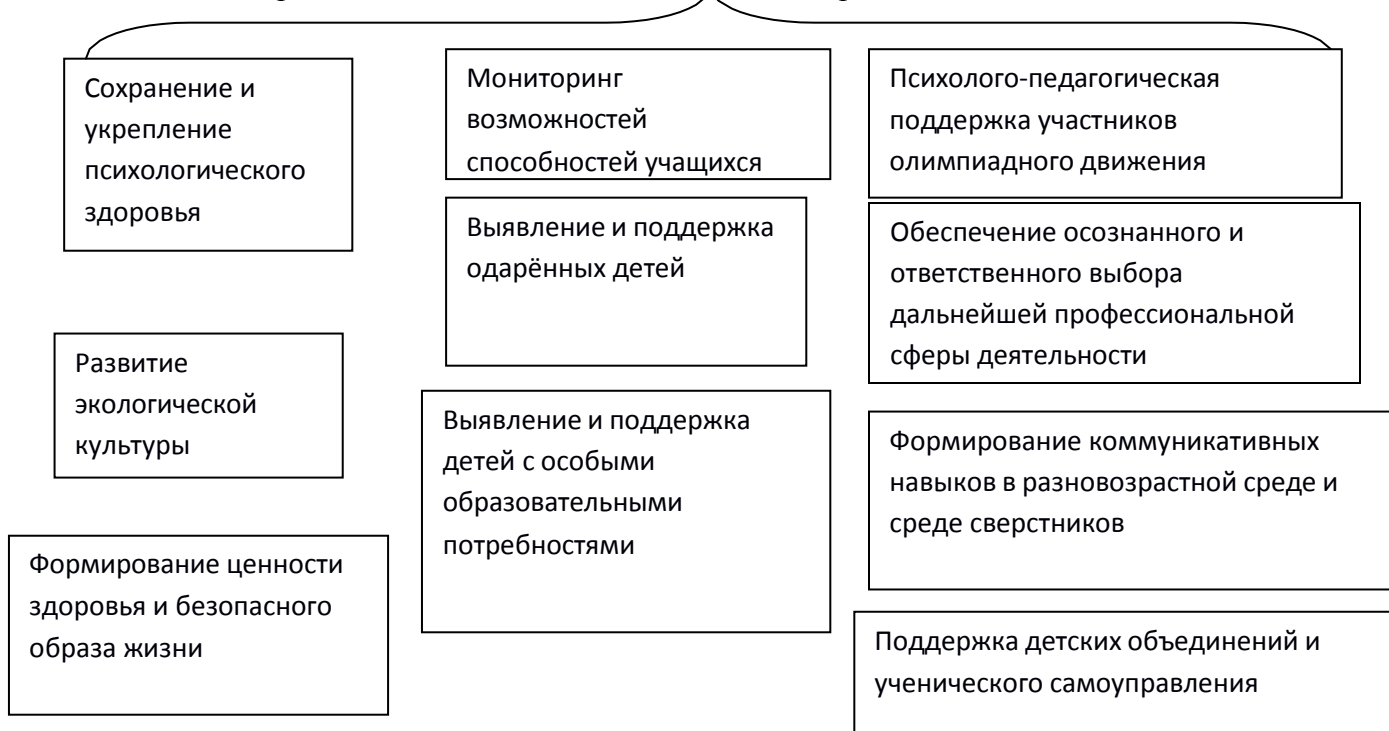 Сохранение и
укрепление
психологического
здоровья
Развитие
экологической
культуры
Формирование ценности
здоровья и безопасного
образа жизни
Мониторинг
возможностей
способностей учащихся
Выявление и поддержка
одарённых детей
Выявление и поддержка
детей с особыми
образовательными
потребностями
Психолого-педагогическая
поддержка участников
олимпиадного движения
Обеспечение осознанного и
ответственного выбора
дальнейшей профессиональной
сферы деятельности
Формирование коммуникативных
навыков в разновозрастной среде и
среде сверстников
Поддержка детских объединений и
ученического самоуправления